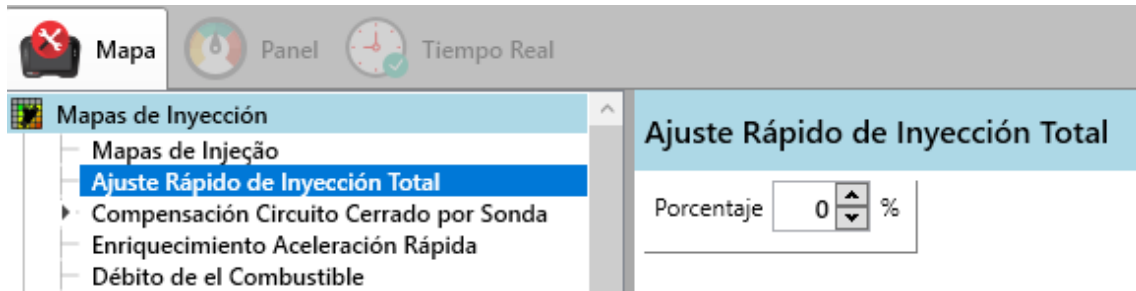 Mapa
Panel
Tiempo Real
Mapas de Inyección
Mapas de Injeção
Ajuste Rápido de Inyección Total
Compensación Circuito Cerrado por Sonda
Enriquecimiento Aceleración Rápida
Débito de el Combustible
Ajuste Rápido de Inyección Total
Porcentaje 0 %